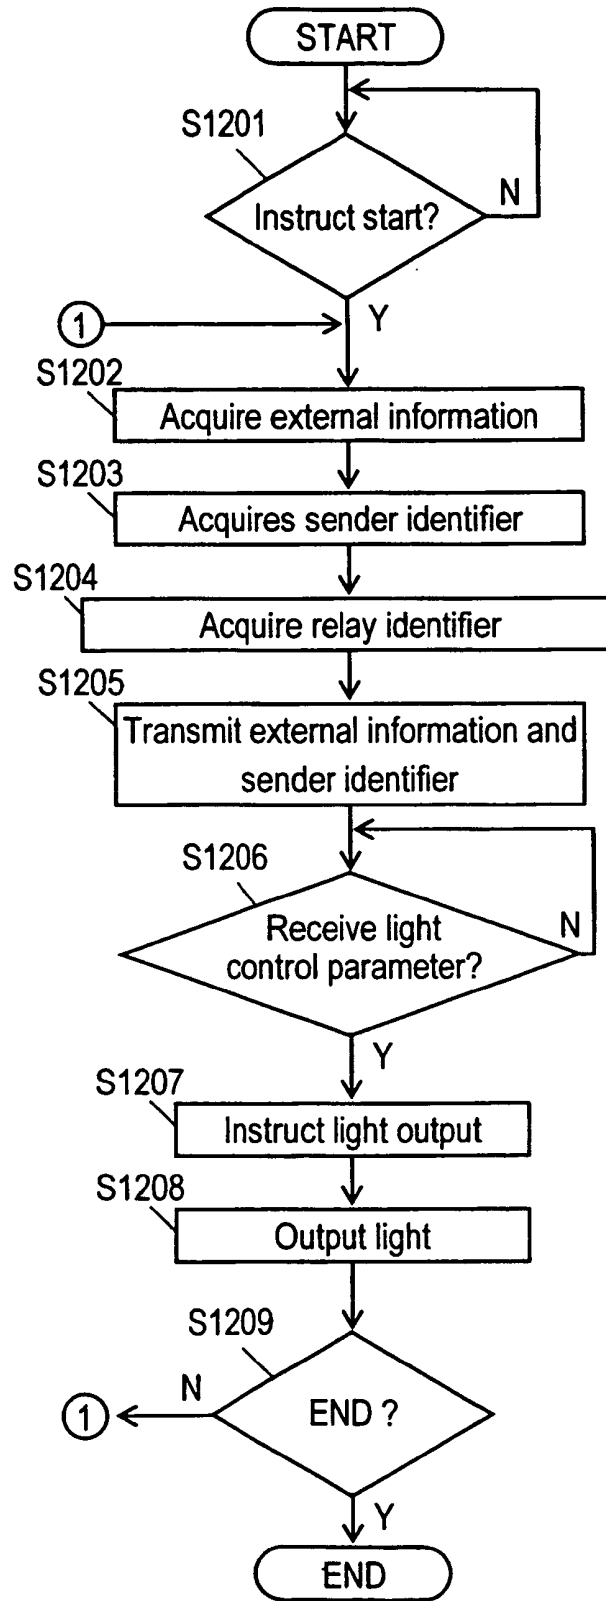 START
S1201
Instruct start?
N
Y
1
S1202
Acquire external information
S1203
Acquires sender identifier
S1204
Acquire relay identifier
S1205
Transmit external information and
sender identifier
S1206
Receive light
control parameter?
N
Y
S1207
Instruct light output
S1208
Output light
S1209
END ?
N
1
Y
END